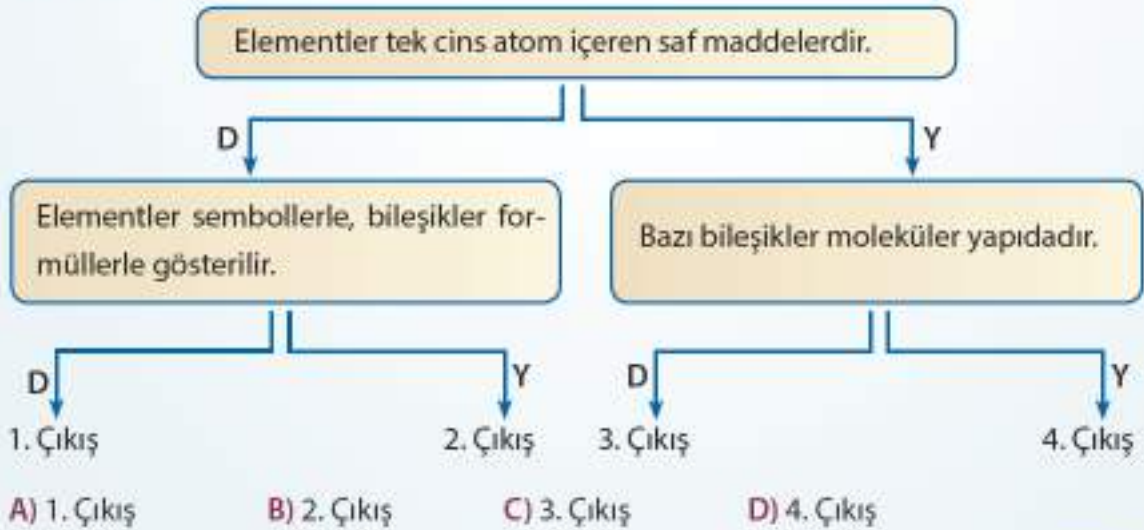 Elementler tek cins atom içeren saf maddelerdir.
D
Y
Elementler sembollerle, bileşikler for-
müllerle gösterilir.
Bazı bileşikler moleküler yapıdadır.
D
Y
D
Y
1. Çıkış
2. Çıkış
3. Çıkış
4. Çıkış
A) 1. Çıkış B) 2. Çıkış C) 3. Çıkış D) 4. Çıkış